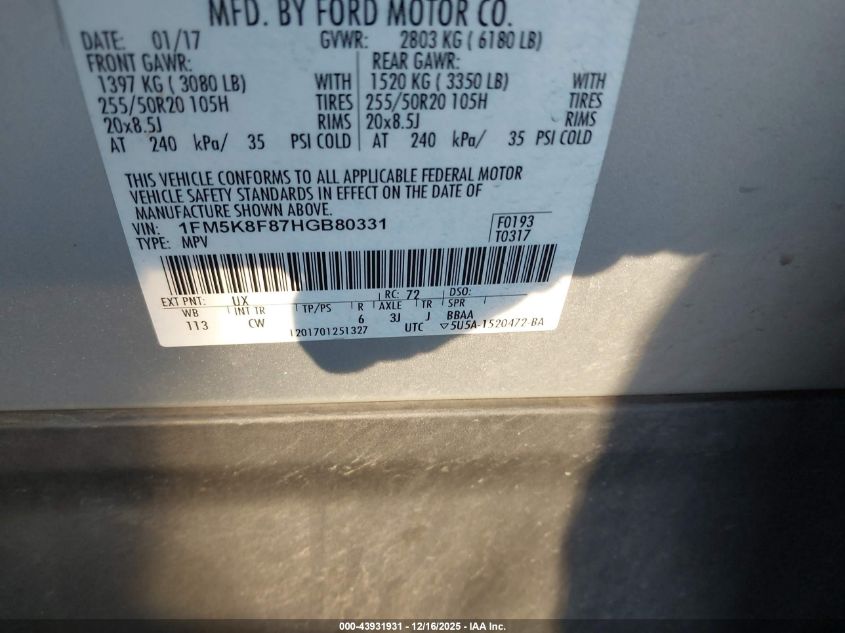 MFD. BY FORD MOTOR CO.
DATE: 01/17 GVWR: 2803 KG ( 6180 LB)
FRONT GAWR: REAR GAWR:
1397 KG ( 3080 LB) WITH 1520 KG ( 3350 LB) WITH
255/50R20 105H TIRES 255/50R20 105H TIRES
20x8.5J RIMS 20x8.5J RIMS
AT 240 kPa/ 35 PSI COLD AT 240 kPa/ 35 PSI COLD
THIS VEHICLE CONFORMS TO ALL APPLICABLE FEDERAL MOTOR
VEHICLE SAFETY STANDARDS IN EFFECT ON THE DATE OF
MANUFACTURE SHOWN ABOVE.
VIN: 1FM5K8F87HGB80331 F0193
TYPE: MPV T0317
EXT PNT: UX RC: 72 DSO:
WB INT TR TP/PS R AXLE TR SPR
113 CW 6 3J J BBAA
1201701251327 UTC ▽5U5A-1520472-BA
000-43931931 - 12/16/2025 - IAA Inc.